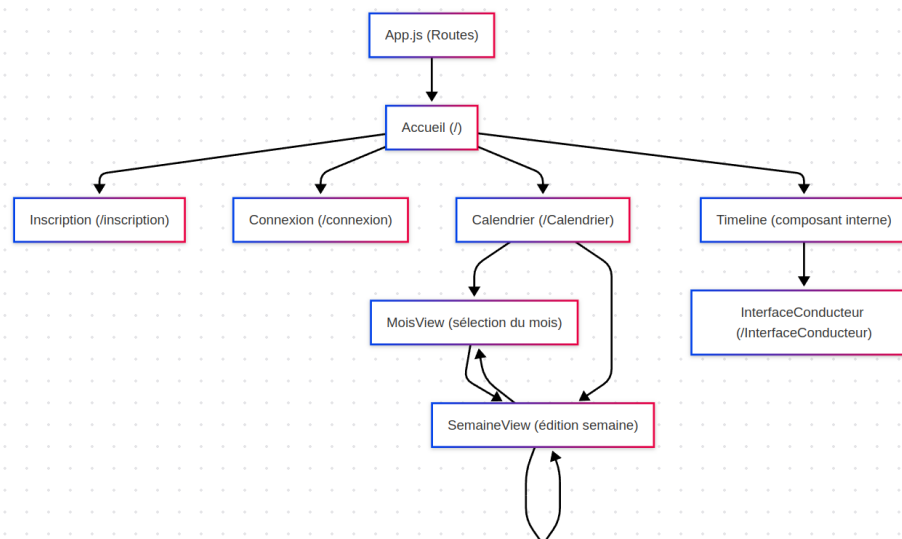 App.js (Routes)
Accueil (/)
Inscription (/inscription)
Connexion (/connexion)
Calendrier (/Calendrier)
Timeline (composant interne)
MoisView (sélection du mois)
InterfaceConducteur
(/InterfaceConducteur)
SemaineView (édition semaine)